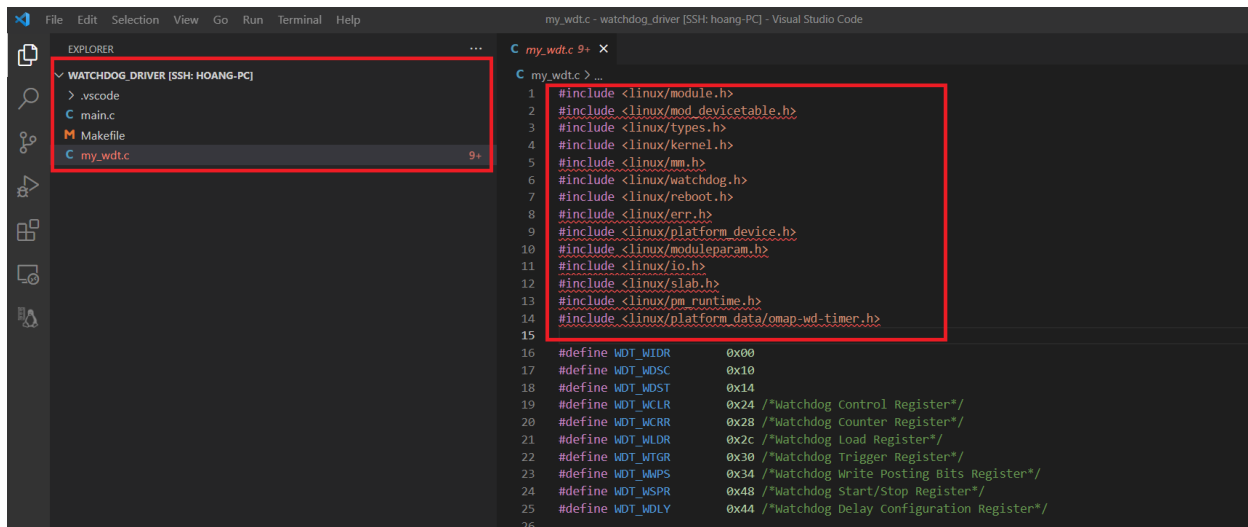 File Edit Selection View Go Run Terminal Help
my_wdt.c - watchdog_driver [SSH: hoang-PC] - Visual Studio Code
EXPLORER
WATCHDOG_DRIVER [SSH: HOANG-PC]
.vscode
C main.c
M Makefile
C my_wdt.c 9+
C my_wdt.c 9+
C my_wdt.c > ...
1 #include <linux/module.h>
2 #include <linux/mod_devicetable.h>
3 #include <linux/types.h>
4 #include <linux/kernel.h>
5 #include <linux/mm.h>
6 #include <linux/watchdog.h>
7 #include <linux/reboot.h>
8 #include <linux/err.h>
9 #include <linux/platform_device.h>
10 #include <linux/moduleparam.h>
11 #include <linux/io.h>
12 #include <linux/slab.h>
13 #include <linux/pm_runtime.h>
14 #include <linux/platform_data/omap-wd-timer.h>
15
16 #define WDT_WIDR 0x00
17 #define WDT_WDSC 0x10
18 #define WDT_WDST 0x14
19 #define WDT_WCLR 0x24 /*Watchdog Control Register*/
20 #define WDT_WCRR 0x28 /*Watchdog Counter Register*/
21 #define WDT_WLDR 0x2c /*Watchdog Load Register*/
22 #define WDT_WTGR 0x30 /*Watchdog Trigger Register*/
23 #define WDT_WWPS 0x34 /*Watchdog Write Posting Bits Register*/
24 #define WDT_WSPR 0x48 /*Watchdog Start/Stop Register*/
25 #define WDT_WDLY 0x44 /*Watchdog Delay Configuration Register*/
26